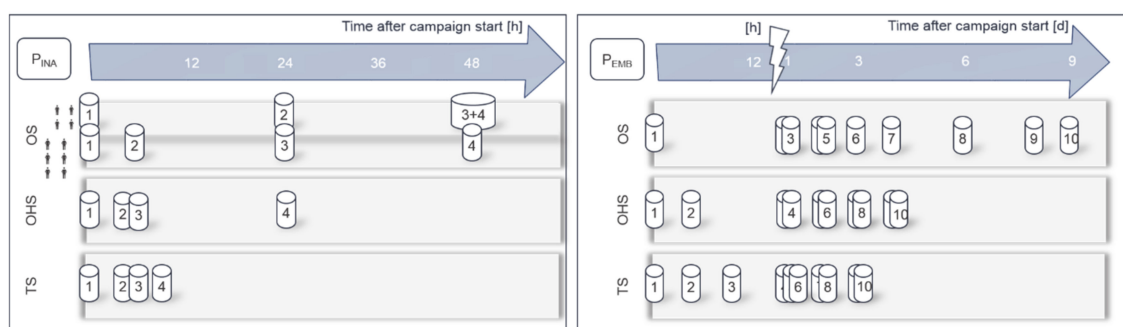 Time after campaign start [h]
P_INA
12 24 36 48
OS
1 2 3+4
1 2 3 4
OHS
1 2 3 4
TS
1 2 3 4
[h] Time after campaign start [d]
P_EMB
12 1 3 6 9
OS
1 3 5 6 7 8 9 10
OHS
1 2 4 6 8 10
TS
1 2 3 6 8 10